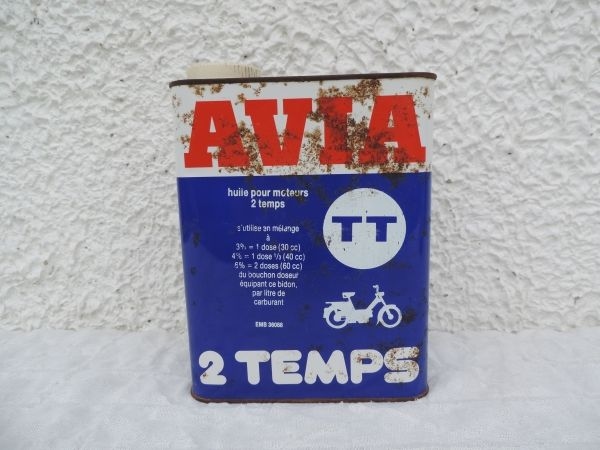 AVIA
huile pour moteurs
2 temps
TT
s'utilise en mélange
à
3% = 1 dose (30 cc)
4% = 1 dose ⅓ (40 cc)
6% = 2 doses (60 cc)
du bouchon doseur
équipant ce bidon,
par litre de
carburant
EMB 36088
2 TEMPS